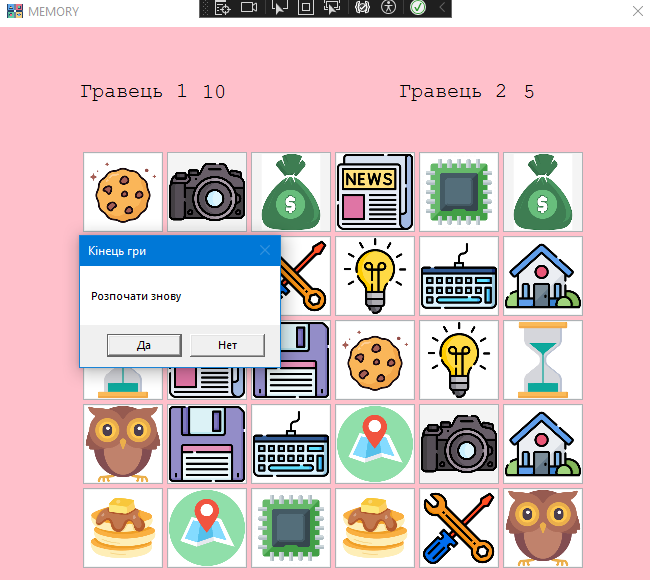 MEMORY
Гравець 1 10
Гравець 2 5
NEWS
$
$
Кінець гри
Розпочати знову
Да
Нет